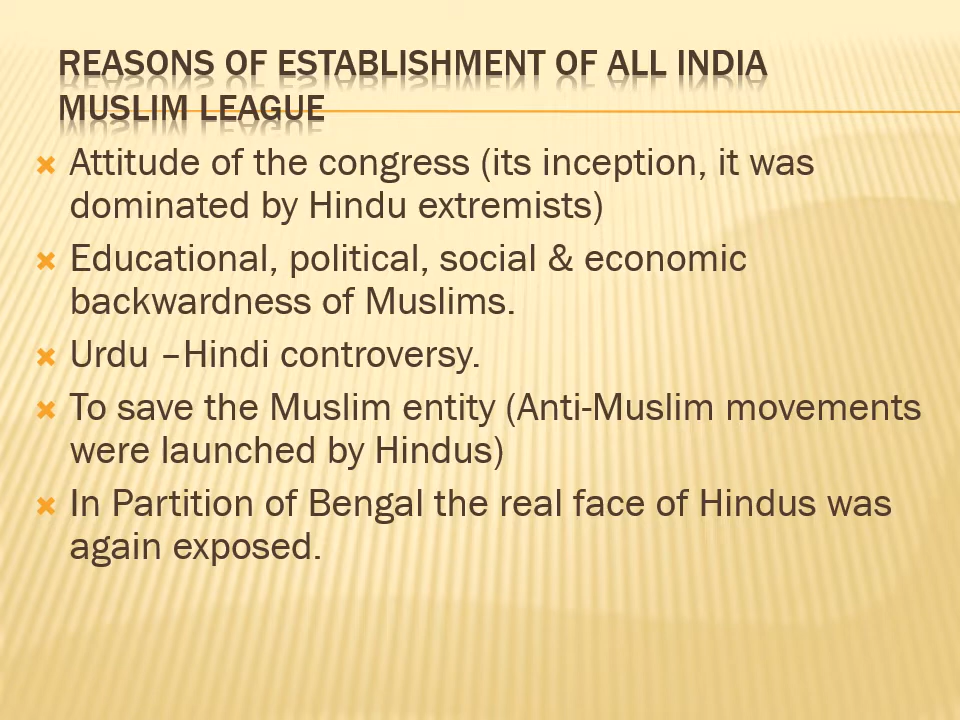 REASONS OF ESTABLISHMENT OF ALL INDIA
MUSLIM LEAGUE
Attitude of the congress (its inception, it was
dominated by Hindu extremists)
Educational, political, social & economic
backwardness of Muslims.
Urdu –Hindi controversy.
To save the Muslim entity (Anti-Muslim movements
were launched by Hindus)
In Partition of Bengal the real face of Hindus was
again exposed.